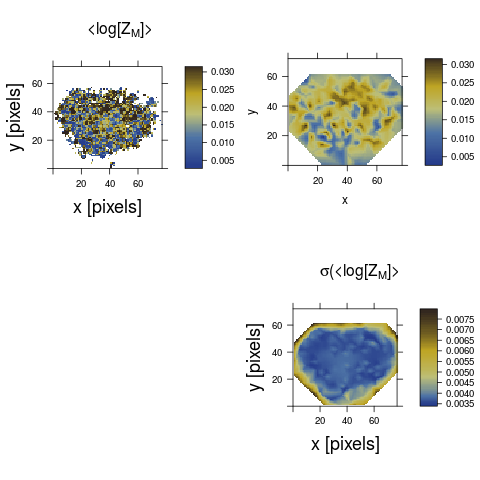 <log[Z_M]>
60
40
20
20 40 60
y [pixels]
x [pixels]
0.030
0.025
0.020
0.015
0.010
0.005
60
40
20
20 40 60
y
x
0.030
0.025
0.020
0.015
0.010
0.005
σ(<log[Z_M]>
60
40
20
20 40 60
y [pixels]
x [pixels]
0.0075
0.0070
0.0065
0.0060
0.0055
0.0050
0.0045
0.0040
0.0035